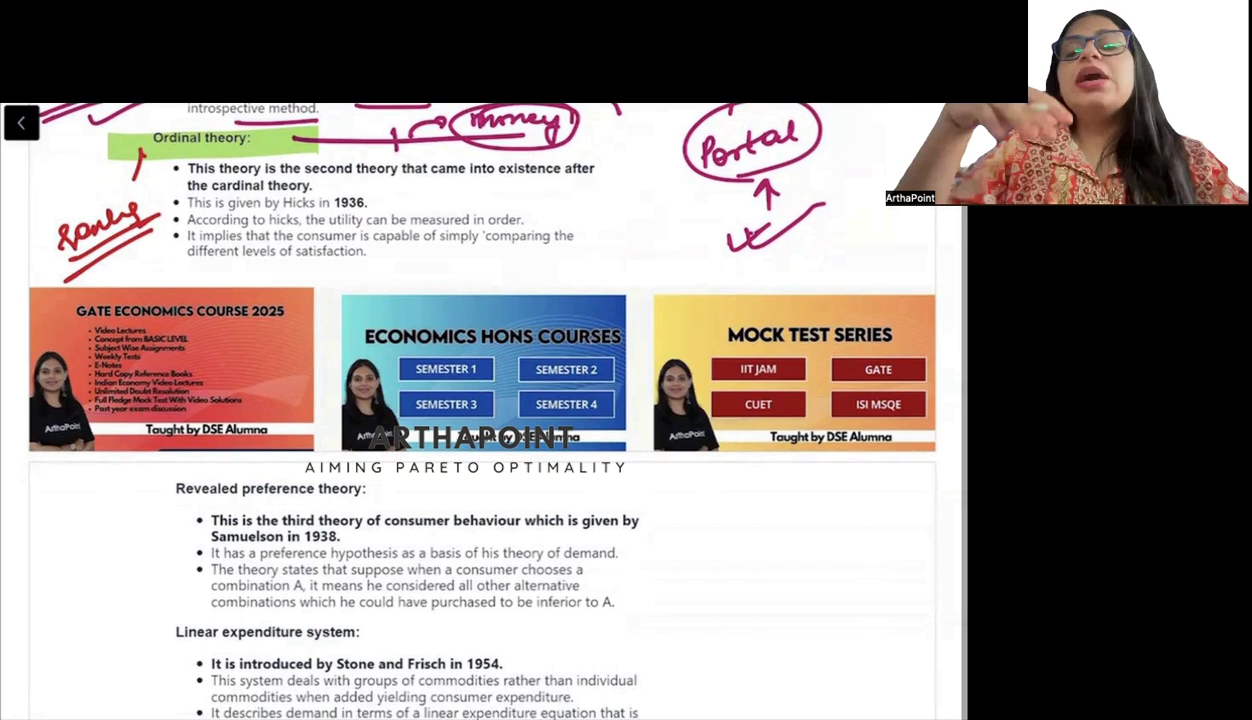 introspective method.
money
Ordinal theory:
Portal
This theory is the second theory that came into existence after
the cardinal theory.
This is given by Hicks in 1936.
According to hicks, the utility can be measured in order.
It implies that the consumer is capable of simply 'comparing the
different levels of satisfaction.
ArthaPoint
GATE ECONOMICS COURSE 2025
Video Lectures
Concept from BASIC LEVEL
Subject Wise Assignments
Weekly Tests
E-Notes
Hard Copy Reference Books
Indian Economy Video Lectures
Unlimited Doubt Resolution
Full Fledge Mock Test With Video Solutions
Past year exam discussion
ArthaPoint
Taught by DSE Alumna
ECONOMICS HONS COURSES
SEMESTER 1
SEMESTER 2
SEMESTER 3
SEMESTER 4
Taught by DSE Alumna
MOCK TEST SERIES
IIT JAM
GATE
CUET
ISI MSQE
ArthaPoint
Taught by DSE Alumna
ARTHAPOINT
AIMING PARETO OPTIMALITY
Revealed preference theory:
This is the third theory of consumer behaviour which is given by
Samuelson in 1938.
It has a preference hypothesis as a basis of his theory of demand.
The theory states that suppose when a consumer chooses a
combination A, it means he considered all other alternative
combinations which he could have purchased to be inferior to A.
Linear expenditure system:
It is introduced by Stone and Frisch in 1954.
This system deals with groups of commodities rather than individual
commodities when added yielding consumer expenditure.
It describes demand in terms of a linear expenditure equation that is